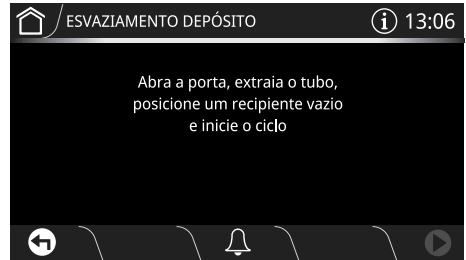 ESVAZIAMENTO DEPÓSITO
i 13:06
Abra a porta, extraia o tubo,
posicione um recipiente vazio
e inicie o ciclo